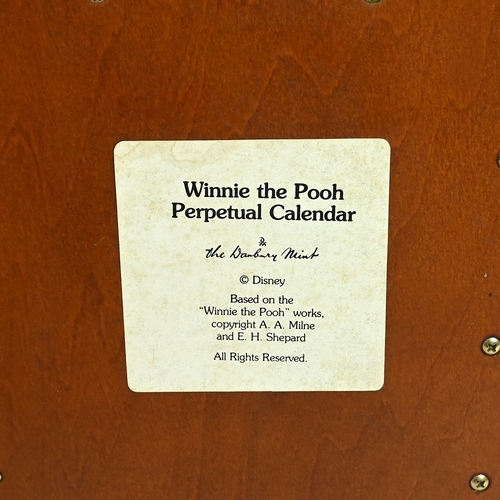 Winnie the Pooh
Perpetual Calendar
the Danbury Mint
© Disney
Based on the
"Winnie the Pooh" works,
copyright A. A. Milne
and E. H. Shepard
All Rights Reserved.